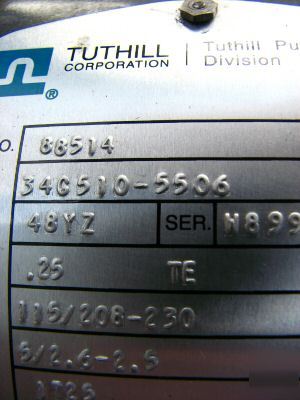 TUTHILL
CORPORATION
Tuthill Pu
Division
®
O. 88514
34C510-5506
48YZ SER. N899
.25 TE
115/208-230
5/2.6-2.5